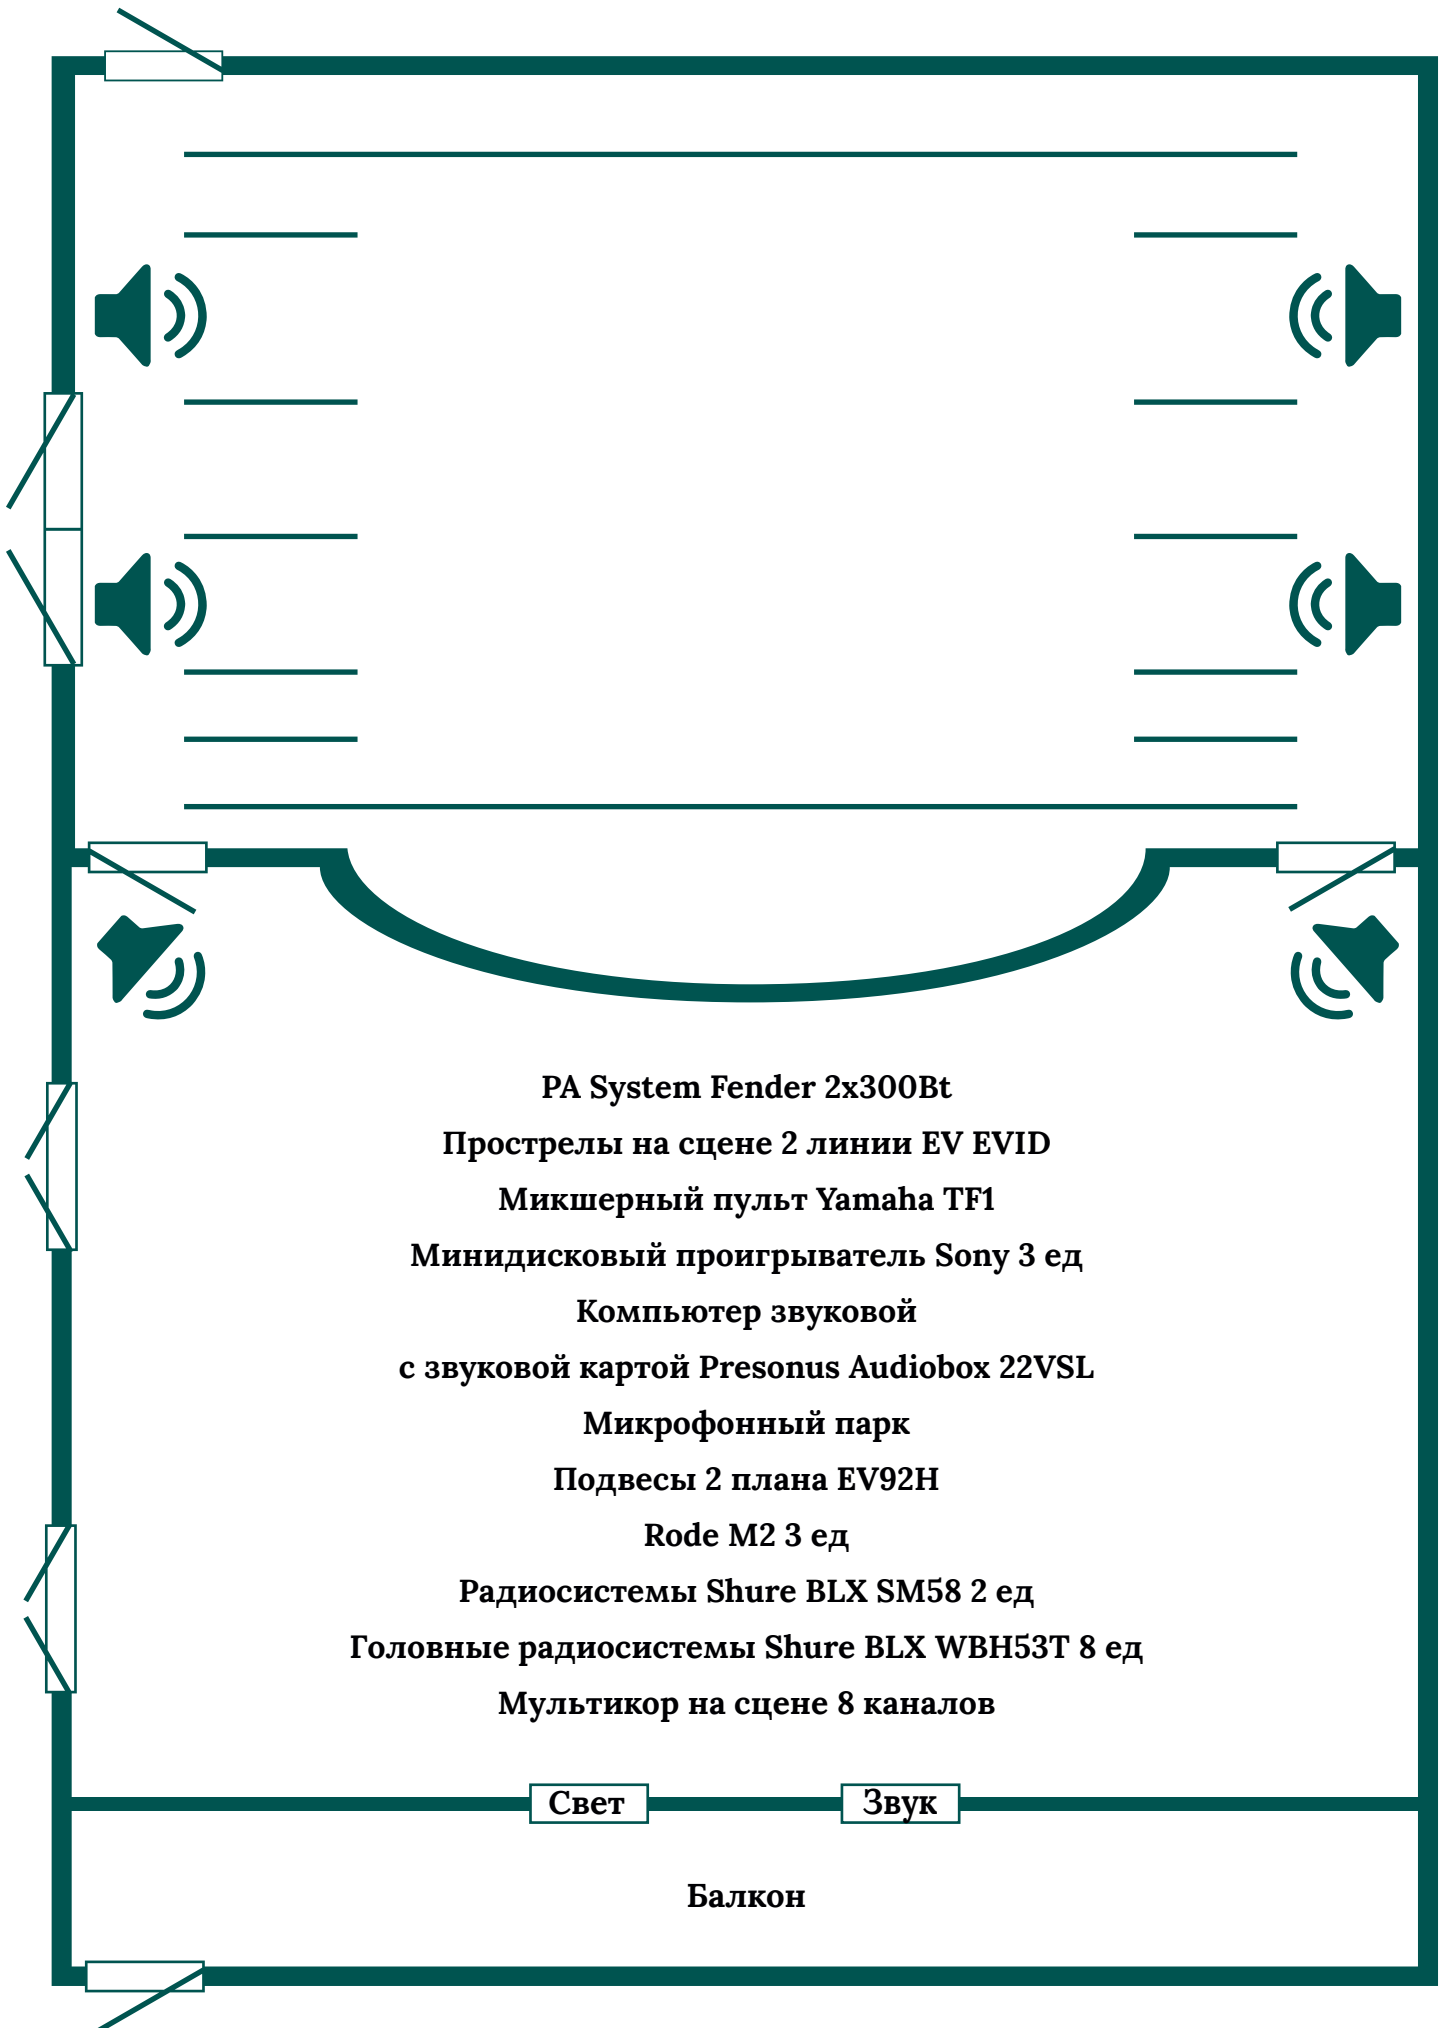 PA System Fender 2x300Bt
Прострелы на сцене 2 линии EV EVID
Микшерный пульт Yamaha TF1
Минидисковый проигрыватель Sony 3 ед
Компьютер звуковой
с звуковой картой Presonus Audiobox 22VSL
Микрофонный парк
Подвесы 2 плана EV92H
Rode M2 3 ед
Радиосистемы Shure BLX SM58 2 ед
Головные радиосистемы Shure BLX WBH53T 8 ед
Мультикор на сцене 8 каналов
Свет
Звук
Балкон